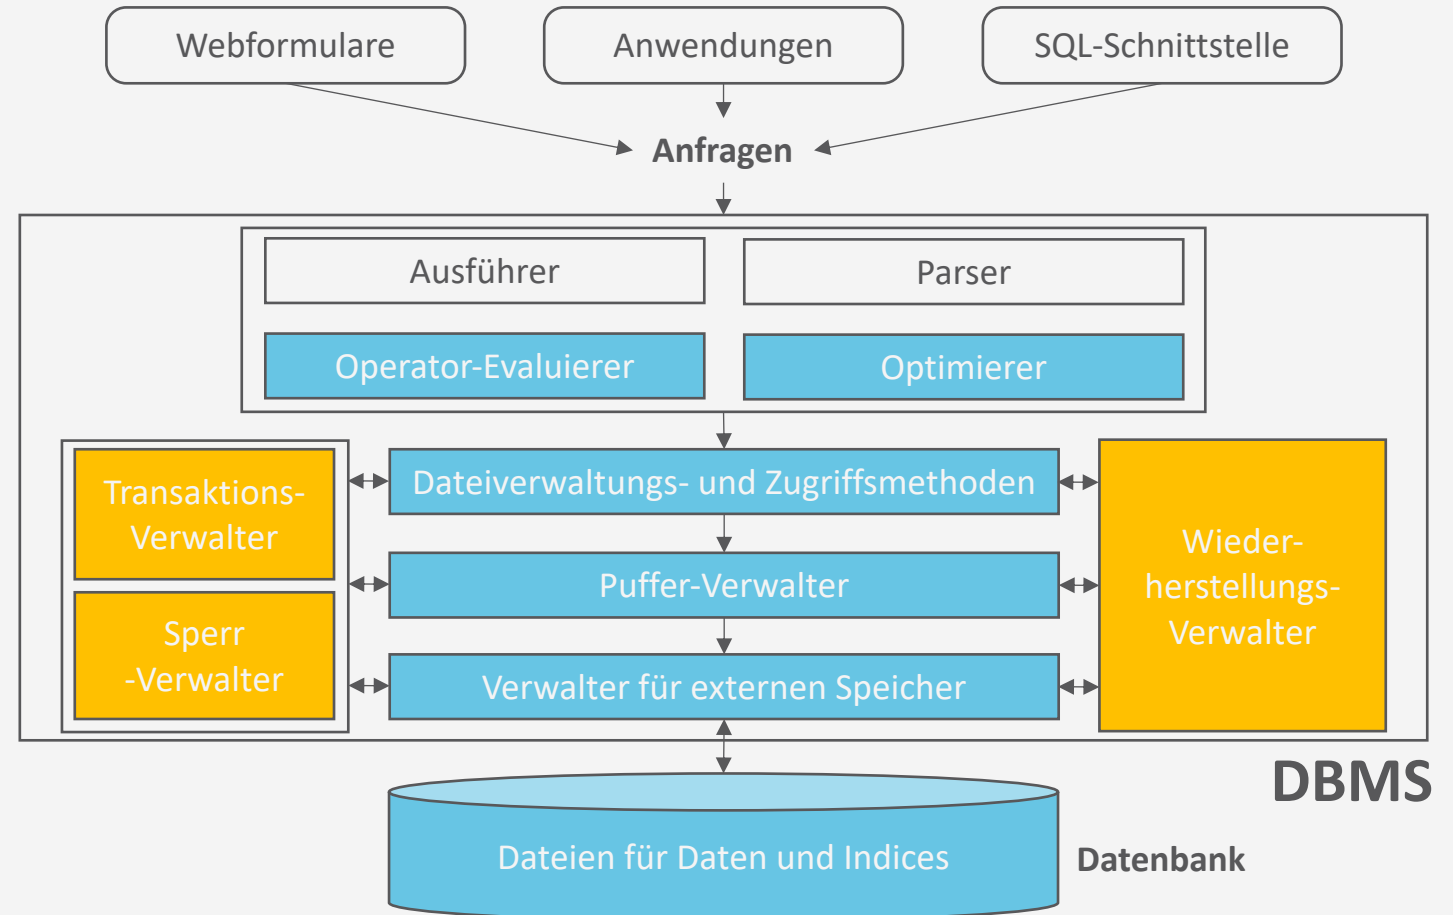 Webformulare
Anwendungen
SQL-Schnittstelle
Anfragen
Ausführer
Parser
Operator-Evaluierer
Optimierer
Transaktions-
Verwalter
Sperr
-Verwalter
Dateiverwaltungs- und Zugriffsmethoden
Puffer-Verwalter
Verwalter für externen Speicher
Wieder-
herstellungs-
Verwalter
DBMS
Dateien für Daten und Indices
Datenbank